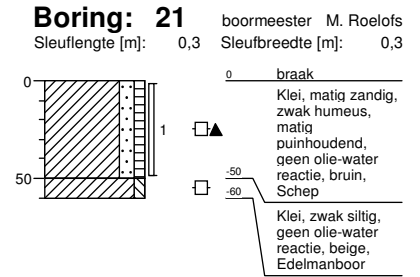 Boring: 21 boormeester M. Roelofs
Sleuflengte [m]: 0,3 Sleufbreedte [m]: 0,3
0
50
1
0
-50
-60
braak
Klei, matig zandig,
zwak humeus,
matig
puinhoudend,
geen olie-water
reactie, bruin,
Schep
Klei, zwak siltig,
geen olie-water
reactie, beige,
Edelmanboor